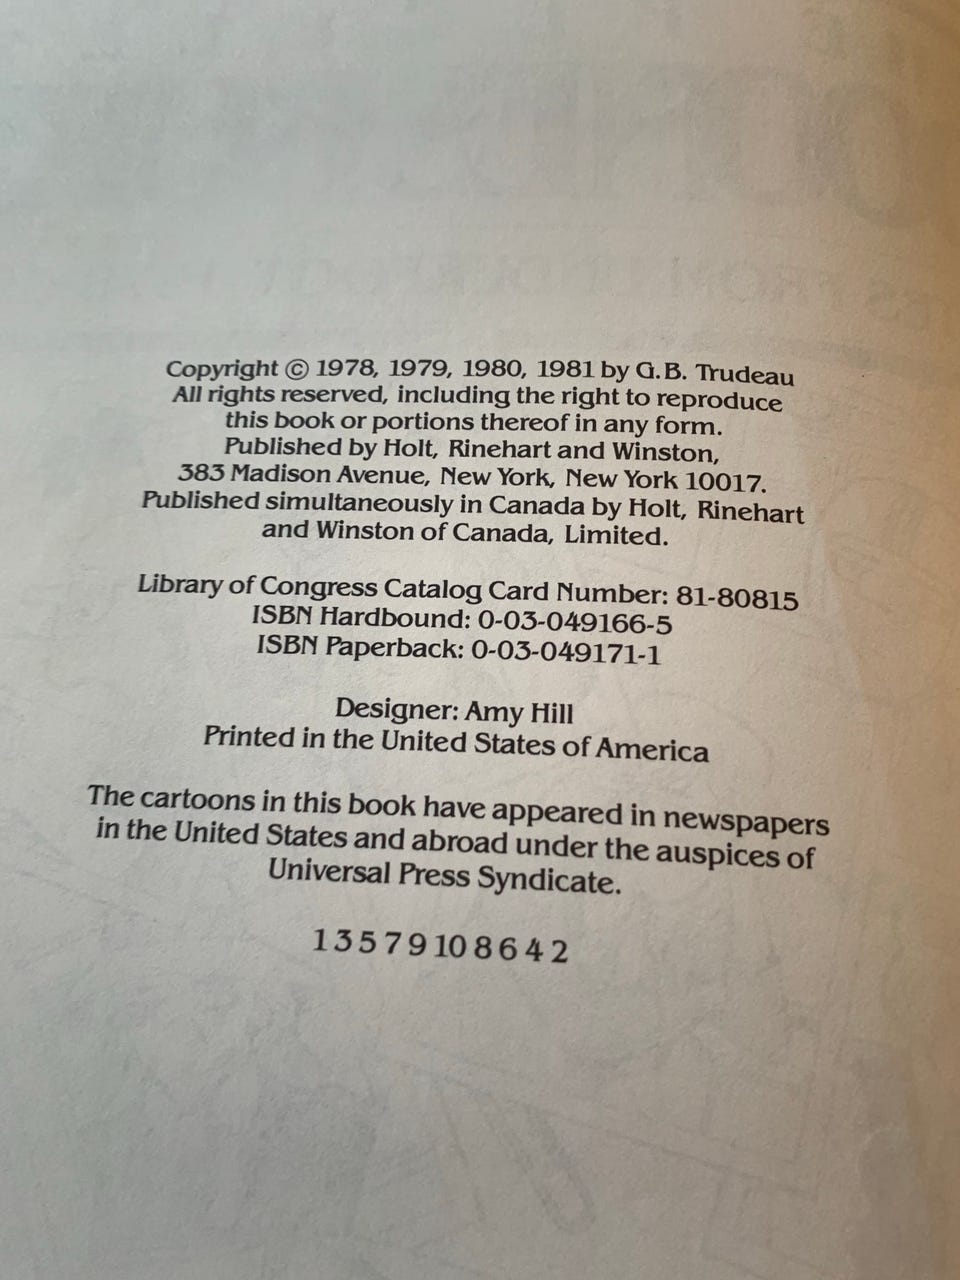 Copyright © 1978, 1979, 1980, 1981 by G.B. Trudeau
All rights reserved, including the right to reproduce
this book or portions thereof in any form.
Published by Holt, Rinehart and Winston,
383 Madison Avenue, New York, New York 10017.
Published simultaneously in Canada by Holt, Rinehart
and Winston of Canada, Limited.
Library of Congress Catalog Card Number: 81-80815
ISBN Hardbound: 0-03-049166-5
ISBN Paperback: 0-03-049171-1
Designer: Amy Hill
Printed in the United States of America
The cartoons in this book have appeared in newspapers
in the United States and abroad under the auspices of
Universal Press Syndicate.
1 3 5 7 9 10 8 6 4 2